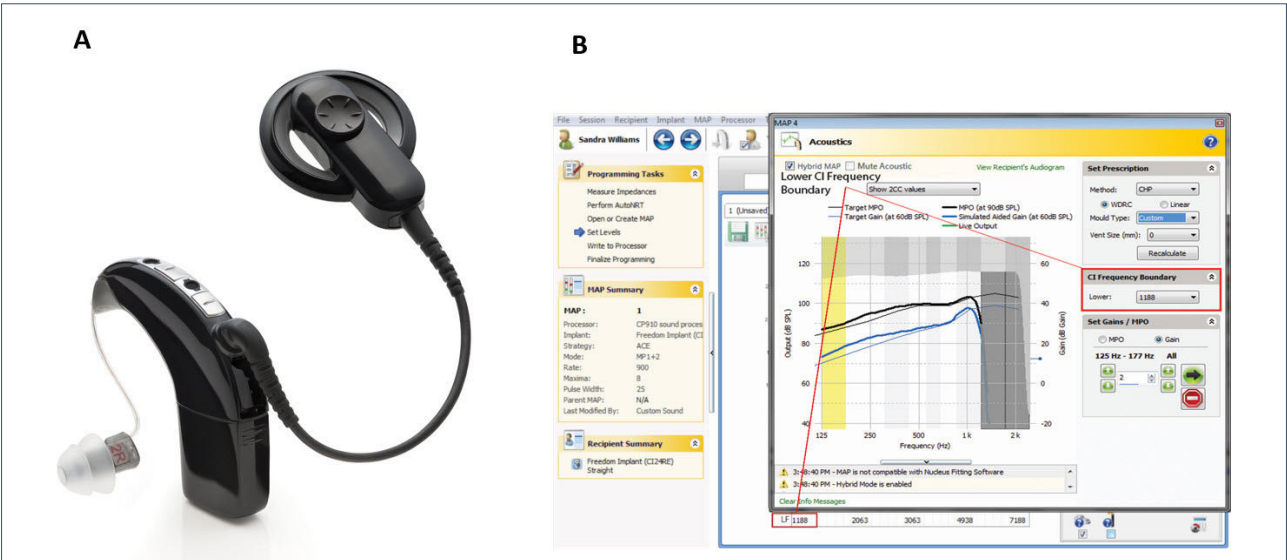 A
B
2R
File Session Recipient Implant MAP Processor
Sandra Williams
Programming Tasks
Measure Impedances
Perform AutoNRT
Open or Create MAP
Set Levels
Write to Processor
Finalize Programming
MAP Summary
MAP : 1
Processor: CP910 sound proces
Implant: Freedom Implant (CI
Strategy: ACE
Mode: MP1+2
Rate: 900
Maxima: 8
Pulse Width: 25
Parent MAP: N/A
Last Modified By: Custom Sound
Recipient Summary
Freedom Implant (CI24RE)
Straight
1 (Unsaved)
MAP 4
Acoustics
Hybrid MAP Mute Acoustic View Recipient's Audiogram
Lower CI Frequency
Boundary
Show 2CC values
Target MPO MPO (at 90dB SPL)
Target Gain (at 60dB SPL) Simulated Aided Gain (at 60dB SPL)
Live Output
Output (dB SPL)
120
100
80
60
40
Gain (dB Gain)
60
40
20
0
-20
125 250 500 1 k 2 k
Frequency (Hz)
Set Prescription
Method: CHP
WDRC Linear
Mould Type: Custom
Vent Size (mm): 0
Recalculate
CI Frequency Boundary
Lower: 1188
Set Gains / MPO
MPO Gain
125 Hz - 177 Hz All
2
3:48:40 PM - MAP is not compatible with Nucleus Fitting Software
3:48:40 PM - Hybrid Mode is enabled
Clear Info Messages
LF 1188 2063 3063 4938 7188